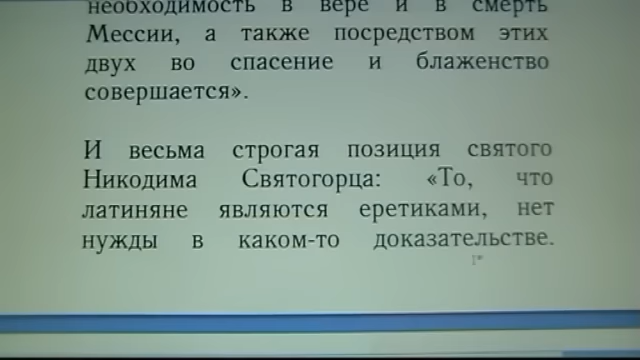 необходимость в вере и в смерть
Мессии, а также посредством этих
двух во спасение и блаженство
совершается».
И весьма строгая позиция святого
Никодима Святогорца: «То, что
латиняне являются еретиками, нет
нужды в каком-то доказательстве.